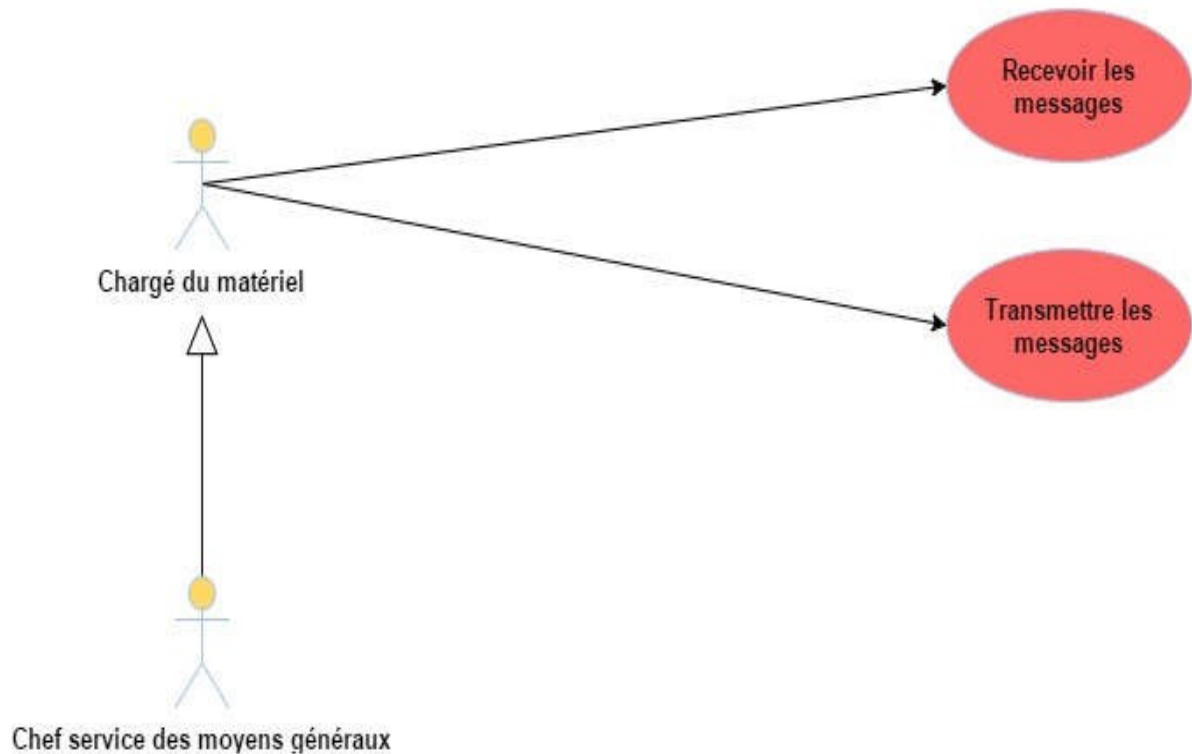 Recevoir les
messages
Chargé du matériel
Transmettre les
messages
Chef service des moyens généraux